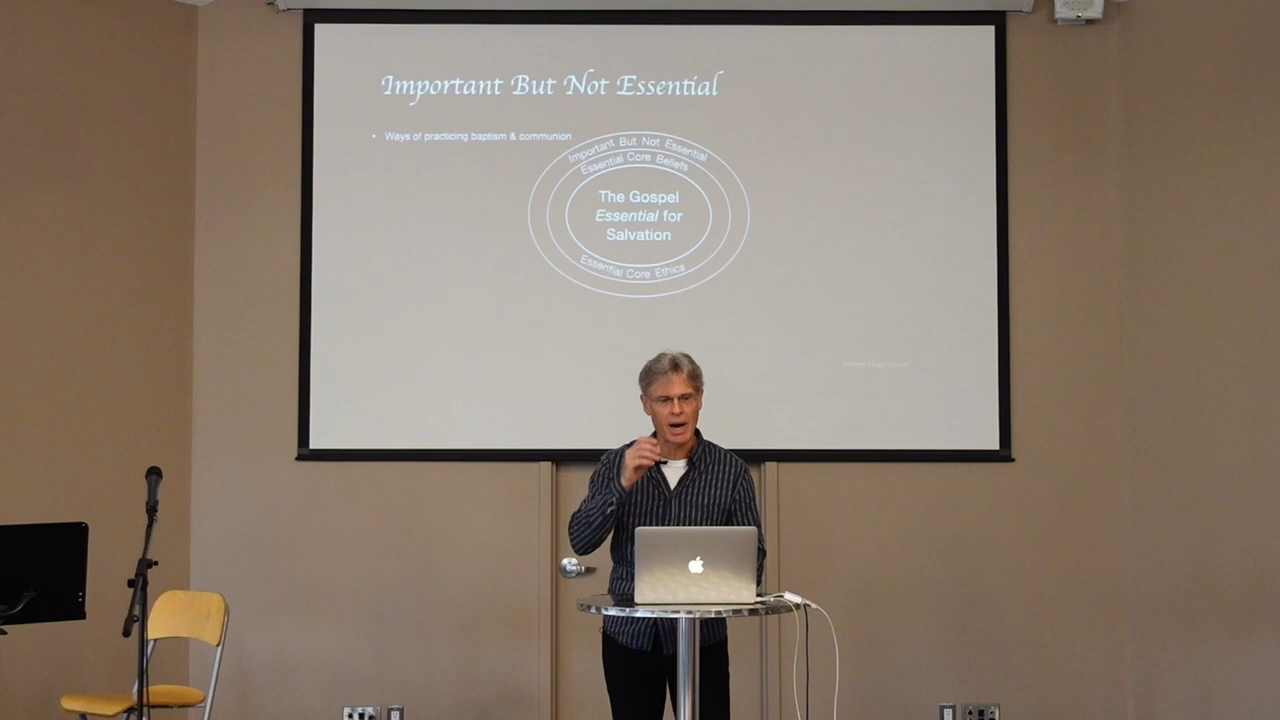 Important But Not Essential
• Ways of practicing baptism & communion
Important But Not Essential
Essential Core Beliefs
The Gospel
Essential for
Salvation
Essential Core Ethics